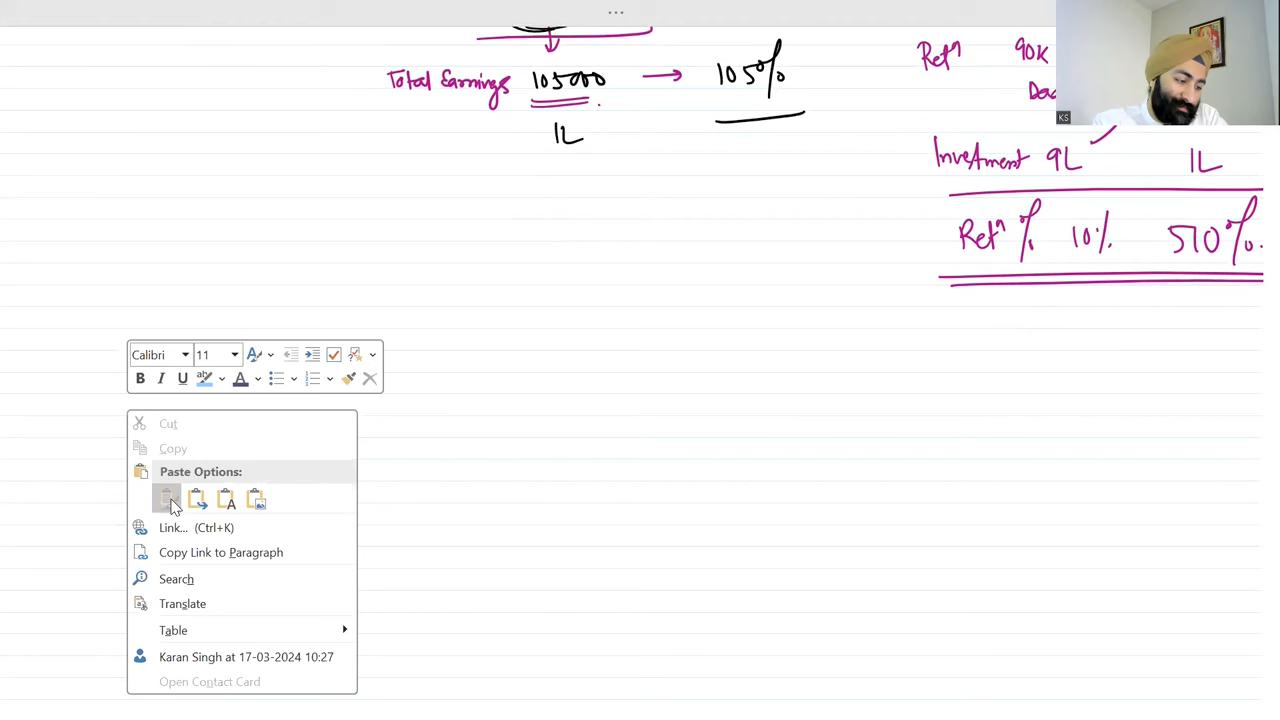 Total Earnings 105000 → 105%
1L
Retⁿ 90K
KS
Investment 9L 1L
Retⁿ % 10% 510%.
Calibri 11
B I U A
Cut
Copy
Paste Options:
Link... (Ctrl+K)
Copy Link to Paragraph
Search
Translate
Table
Karan Singh at 17-03-2024 10:27
Open Contact Card